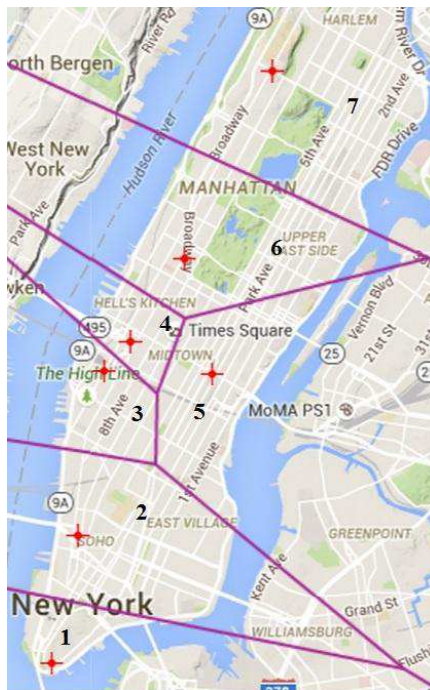 9A
HARLEM
River Rd
orth Bergen
7
2nd Ave
Broadway
5th Ave
FDR Drive
Hudson River
West New
York
MANHATTAN
Park Ave
Broadway
6
UPPER
EAST SIDE
Park Ave
wken
HELL'S KITCHEN
Vernon Blvd
21st St
31st
495
4
Times Square
9A
MIDTOWN
25
The High Line
8th Ave
3
5
MoMA PS1
1st Avenue
9A
2
EAST VILLAGE
SOHO
GREENPOINT
Kent Ave
New York
Grand St
1
WILLIAMSBURG
Flushi
278